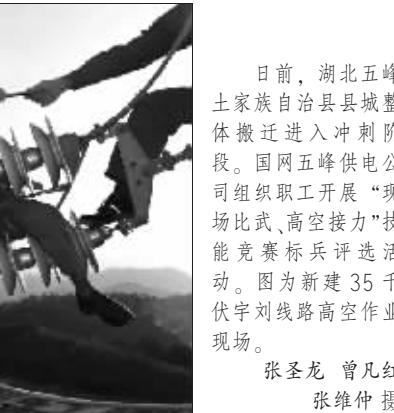 日前，湖北五峰
土家族自治县县城整
体搬迁进入冲刺阶
段。国网五峰供电公
司组织职工开展“现
场比武、高空接力”技
能竞赛标兵评选活
动。图为新建 35 千
伏宇刘线路高空作业
现场。
张圣龙 曾凡红
张维仲 摄